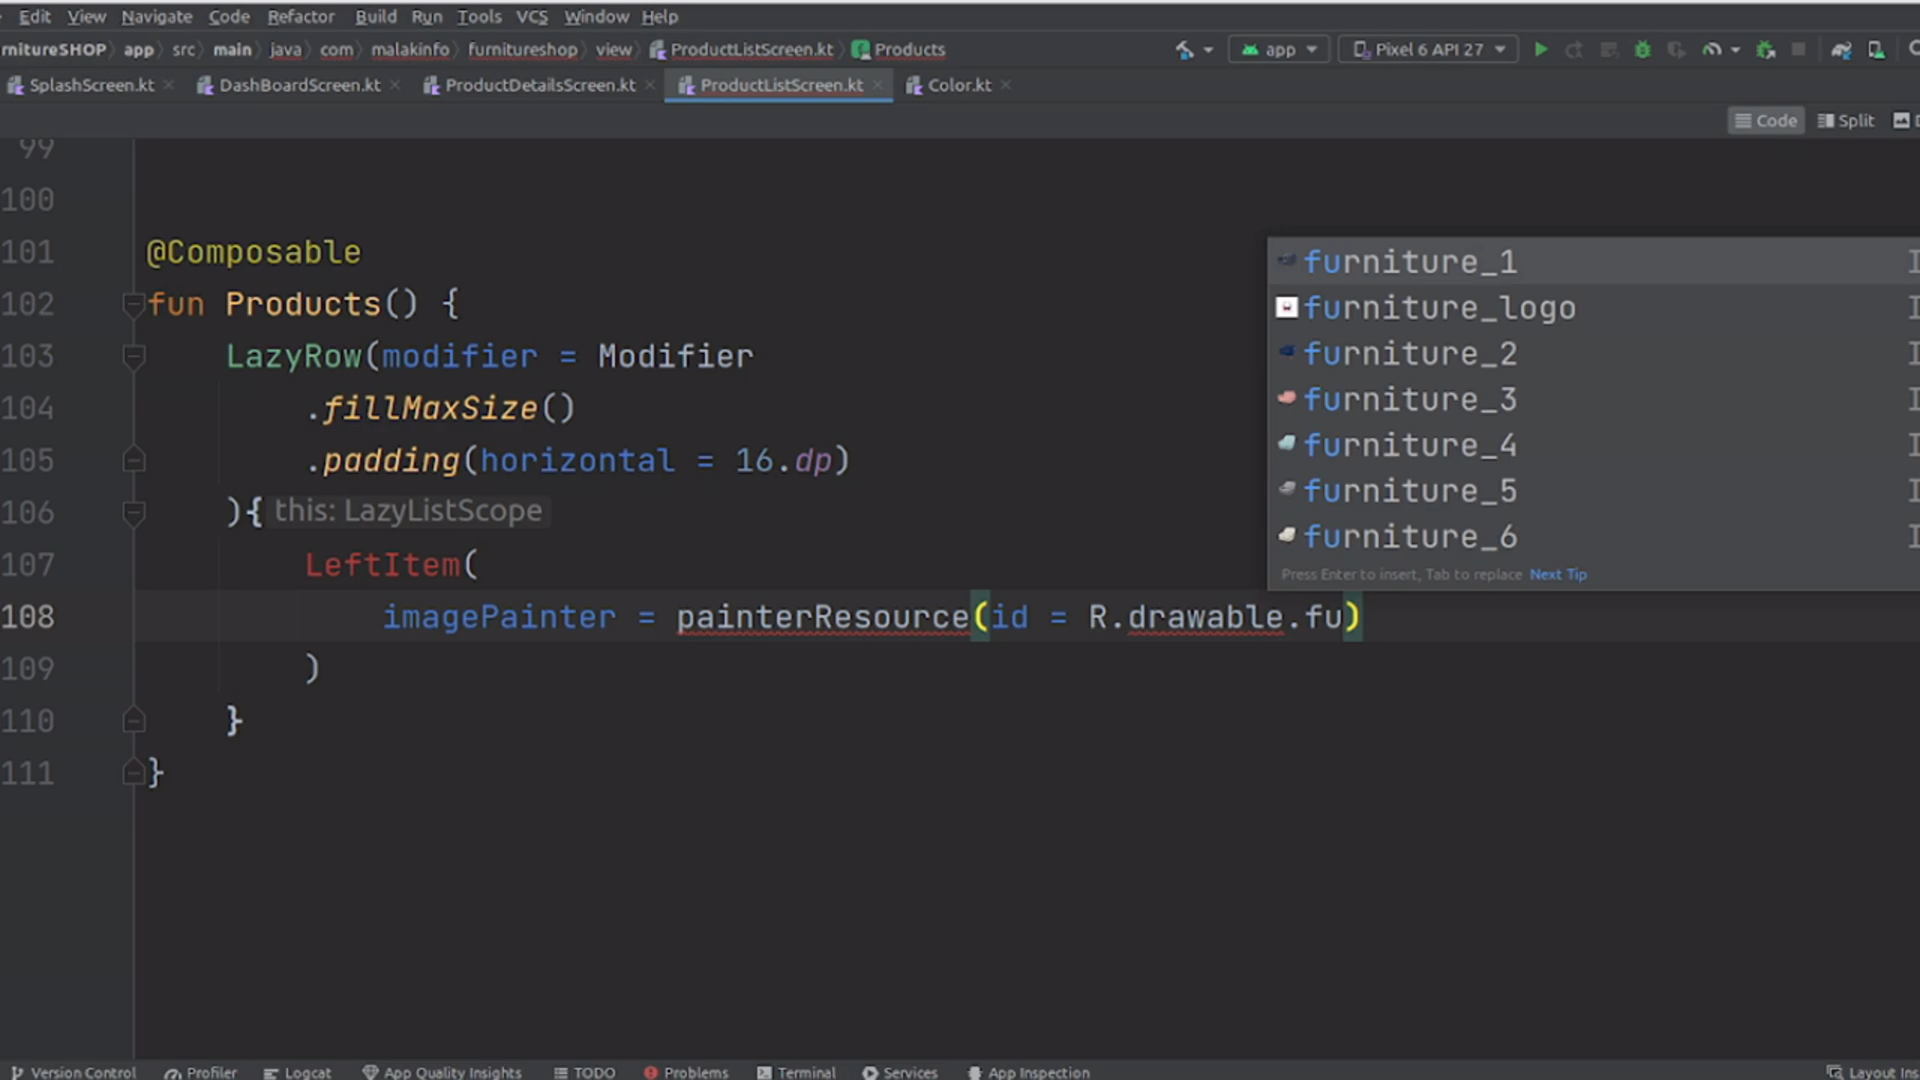 Edit View Navigate Code Refactor Build Run Tools VCS Window Help
rnitureSHOP app src main java com malakinfo furnitureshop view ProductListScreen.kt Products app Pixel 6 API 27
SplashScreen.kt DashBoardScreen.kt ProductDetailsScreen.kt ProductListScreen.kt Color.kt
Code Split
99
100
101 @Composable
102 fun Products() {
103 LazyRow(modifier = Modifier
104 .fillMaxSize()
105 .padding(horizontal = 16.dp)
106 ){ this: LazyListScope
107 LeftItem(
108 imagePainter = painterResource(id = R.drawable.fu)
109 )
110 }
111 }
furniture_1
furniture_logo
furniture_2
furniture_3
furniture_4
furniture_5
furniture_6
Press Enter to insert, Tab to replace Next Tip
Version Control Profiler Logcat App Quality Insights TODO Problems Terminal Services App Inspection Layout Ins